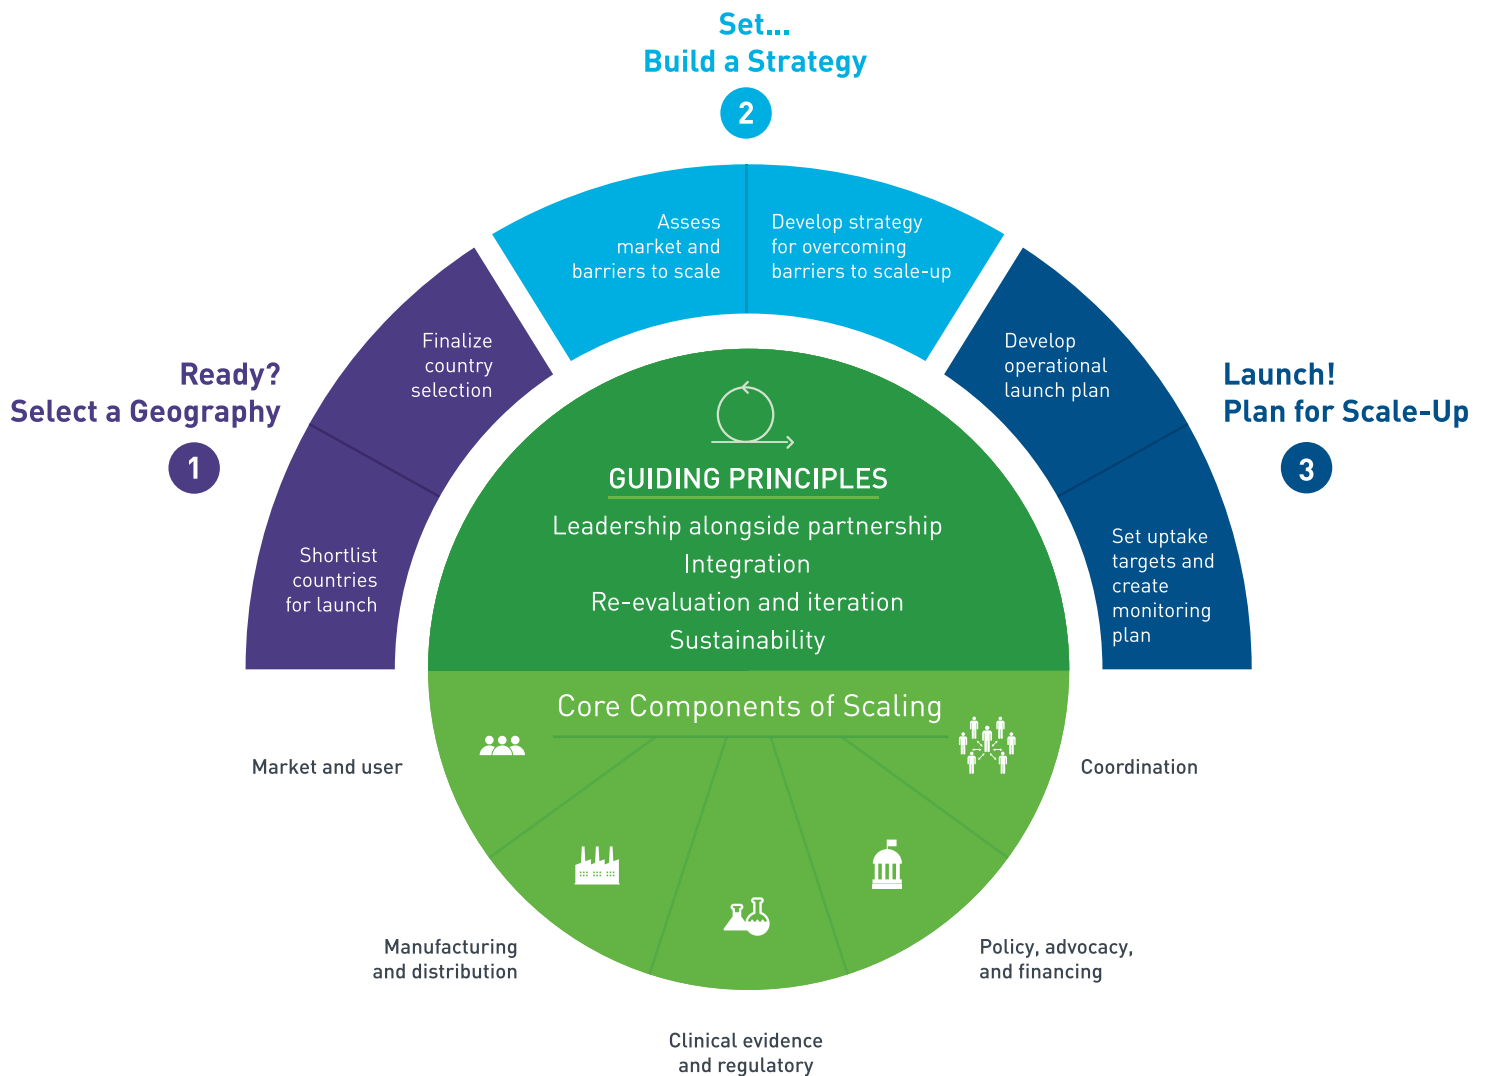 Set...
Build a Strategy
2
Assess
market and
barriers to scale
Develop strategy
for overcoming
barriers to scale-up
Ready?
Select a Geography
1
Finalize
country
selection
Shortlist
countries
for launch
Develop
operational
launch plan
Set uptake
targets and
create
monitoring
plan
Launch!
Plan for Scale-Up
3
GUIDING PRINCIPLES
Leadership alongside partnership
Integration
Re-evaluation and iteration
Sustainability
Core Components of Scaling
Market and user
Manufacturing
and distribution
Clinical evidence
and regulatory
Policy, advocacy,
and financing
Coordination